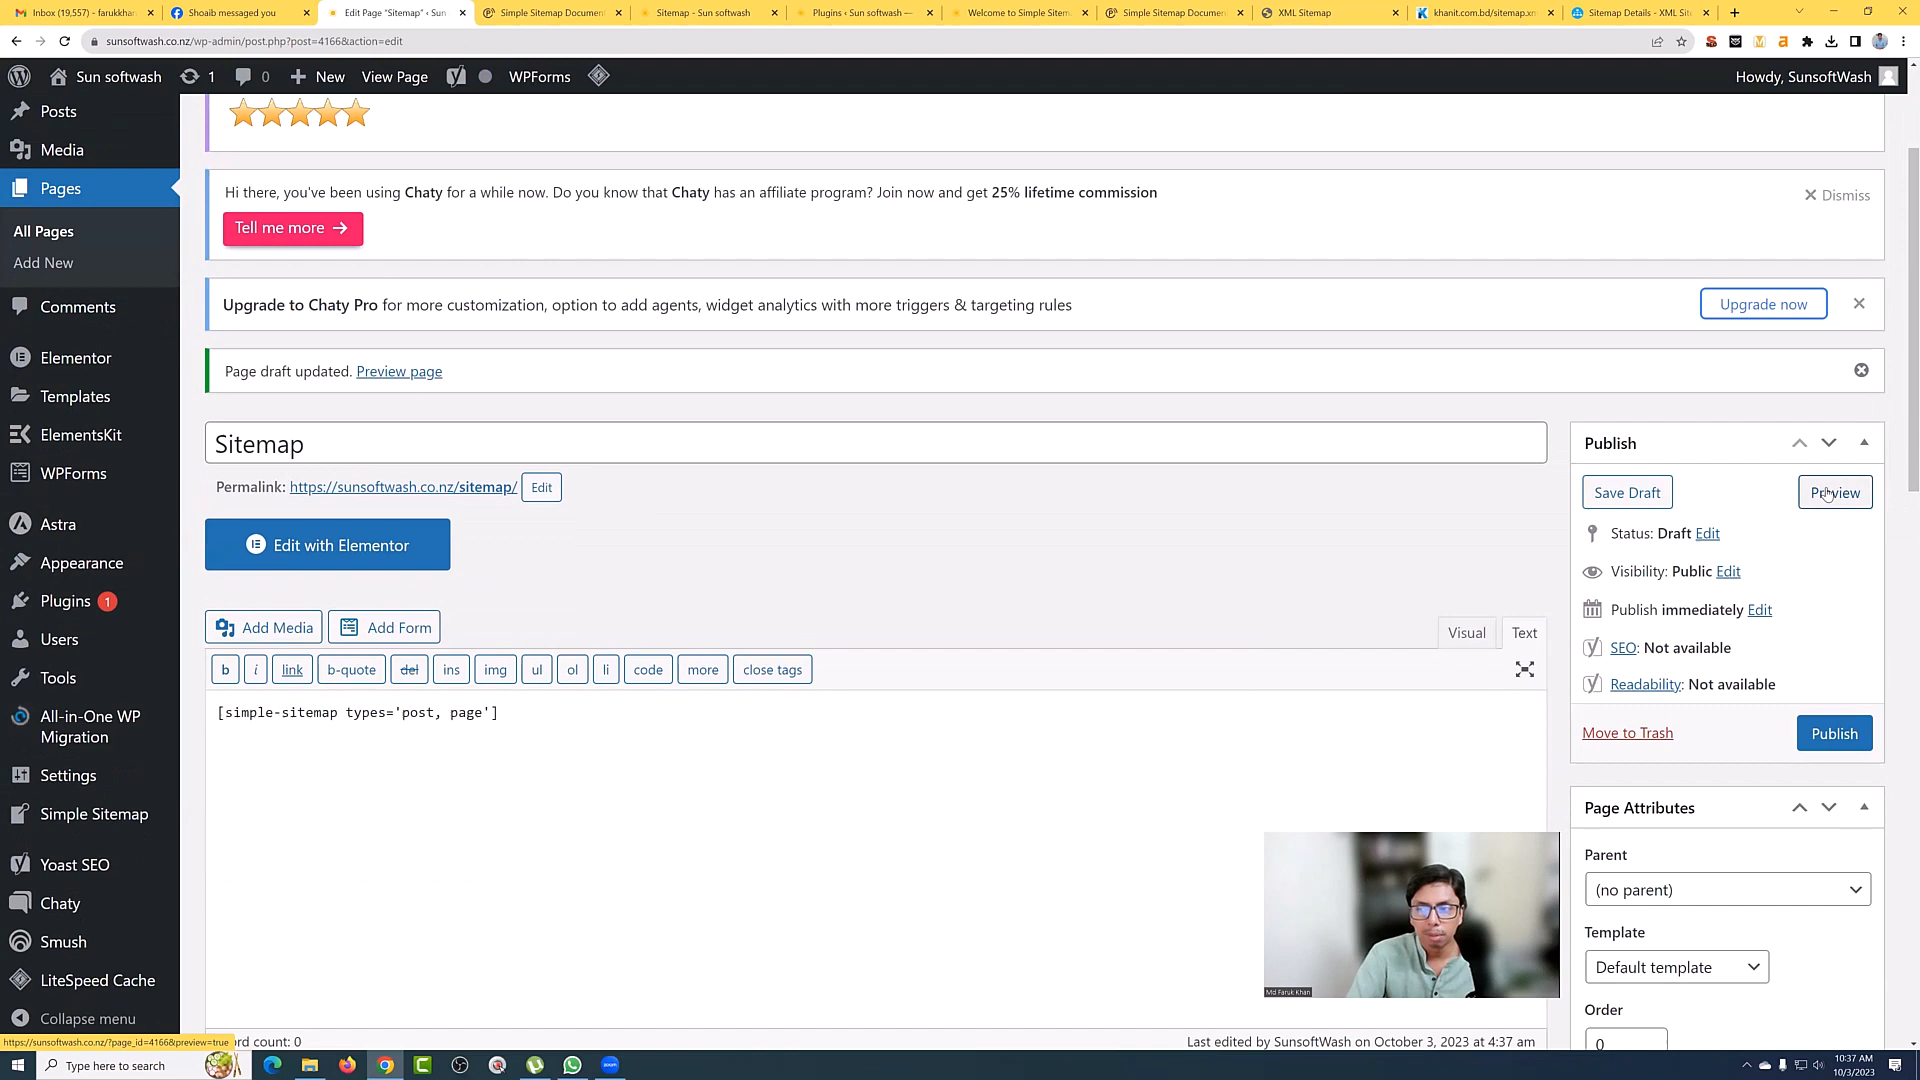 Inbox (19,557) - farukkhar
Shoaib messaged you
Edit Page "Sitemap" ‹ Sun
Simple Sitemap Document
Sitemap - Sun softwash
Plugins ‹ Sun softwash —
Welcome to Simple Sitem
Simple Sitemap Document
XML Sitemap
khanit.com.bd/sitemap.xm
Sitemap Details - XML Site
sunsoftwash.co.nz/wp-admin/post.php?post=4166&action=edit
Sun softwash
1
0
New
View Page
WPForms
Howdy, SunsoftWash
Posts
Media
Pages
All Pages
Add New
Comments
Elementor
Templates
ElementsKit
WPForms
Astra
Appearance
Plugins 1
Users
Tools
All-in-One WP
Migration
Settings
Simple Sitemap
Yoast SEO
Chaty
Smush
LiteSpeed Cache
Collapse menu
Hi there, you've been using Chaty for a while now. Do you know that Chaty has an affiliate program? Join now and get 25% lifetime commission
Dismiss
Tell me more →
Upgrade to Chaty Pro for more customization, option to add agents, widget analytics with more triggers & targeting rules
Upgrade now
Page draft updated. Preview page
Sitemap
Permalink: https://sunsoftwash.co.nz/sitemap/
Edit
Edit with Elementor
Add Media
Add Form
Visual
Text
b
i
link
b-quote
del
ins
img
ul
ol
li
code
more
close tags
[simple-sitemap types='post, page']
Publish
Save Draft
Preview
Status: Draft Edit
Visibility: Public Edit
Publish immediately Edit
SEO: Not available
Readability: Not available
Move to Trash
Publish
Page Attributes
Parent
(no parent)
Template
Default template
Order
0
Md Faruk Khan
https://sunsoftwash.co.nz/?page_id=4166&preview=true
rd count: 0
Last edited by SunsoftWash on October 3, 2023 at 4:37 am
Type here to search
zoom
10:37 AM
10/3/2023